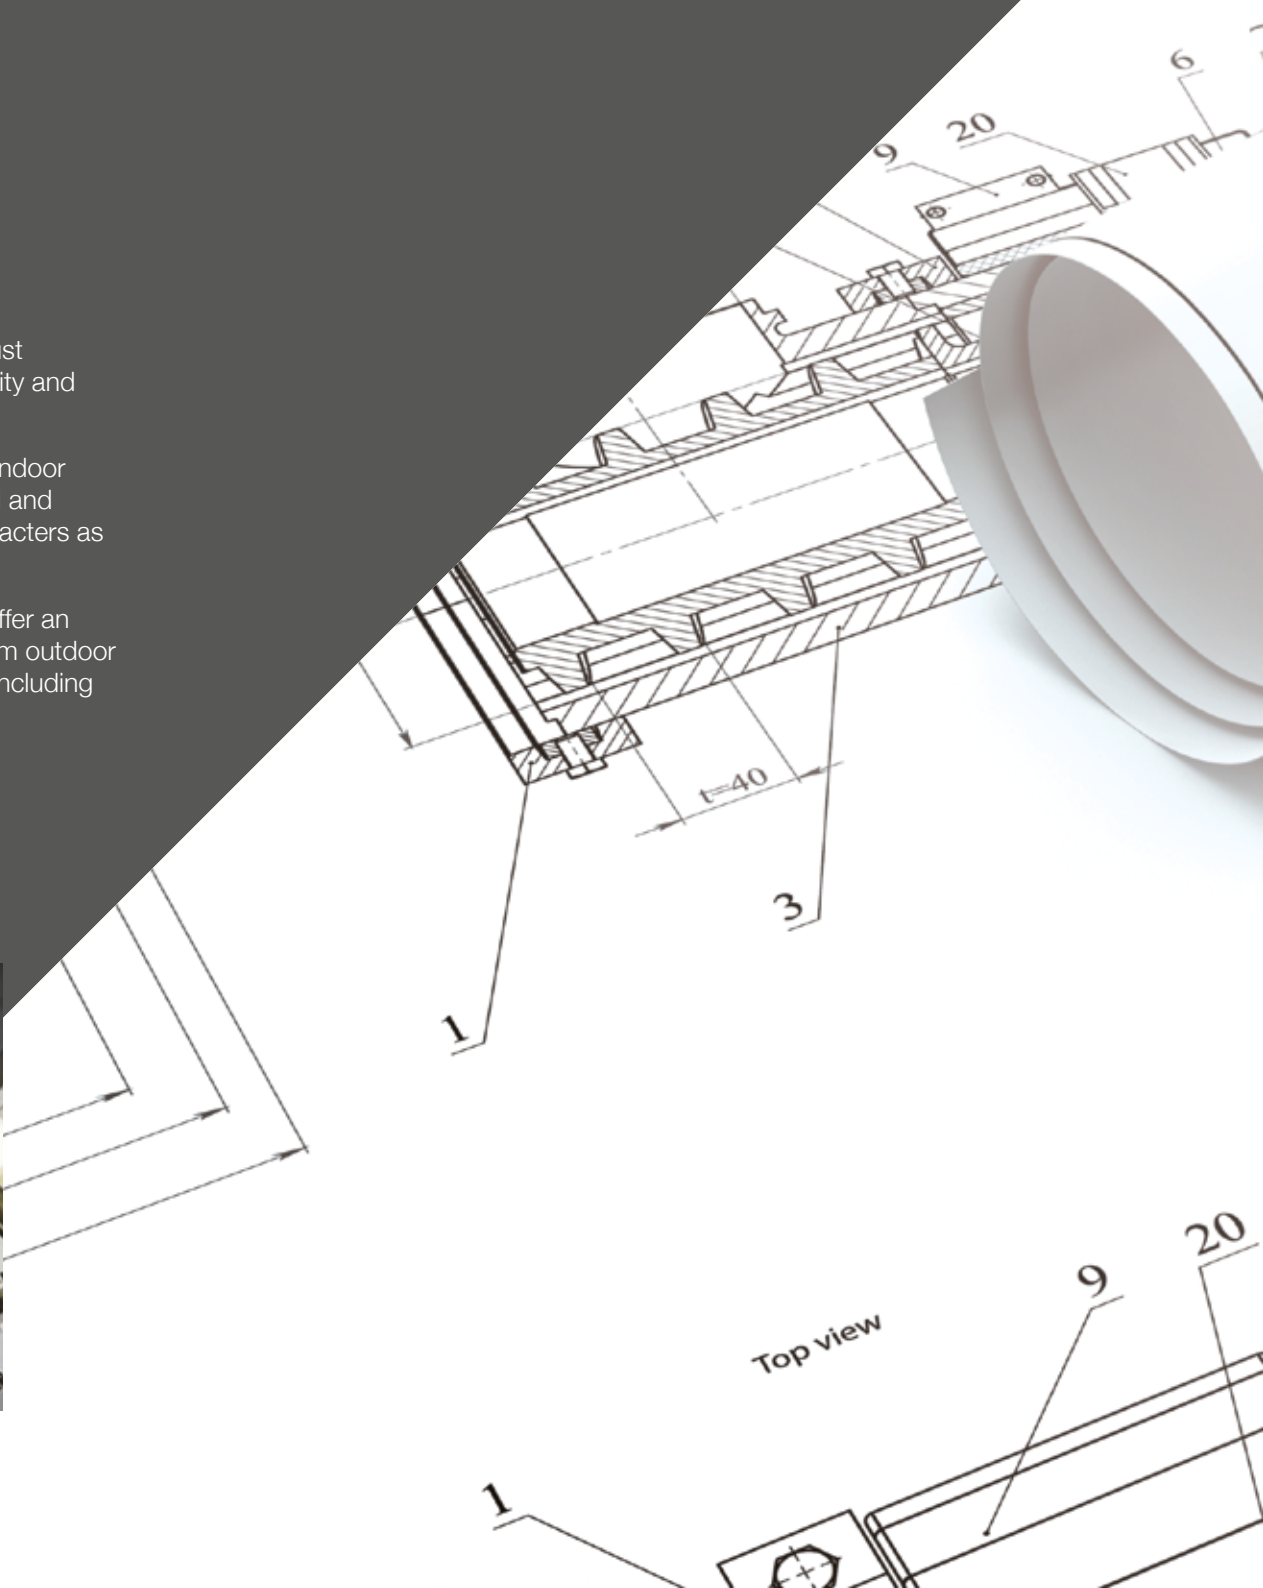 6
20
9
ity and
ndoor
and
acters as
ffer an
m outdoor
ncluding
t=40
3
1
20
9
Top view
1